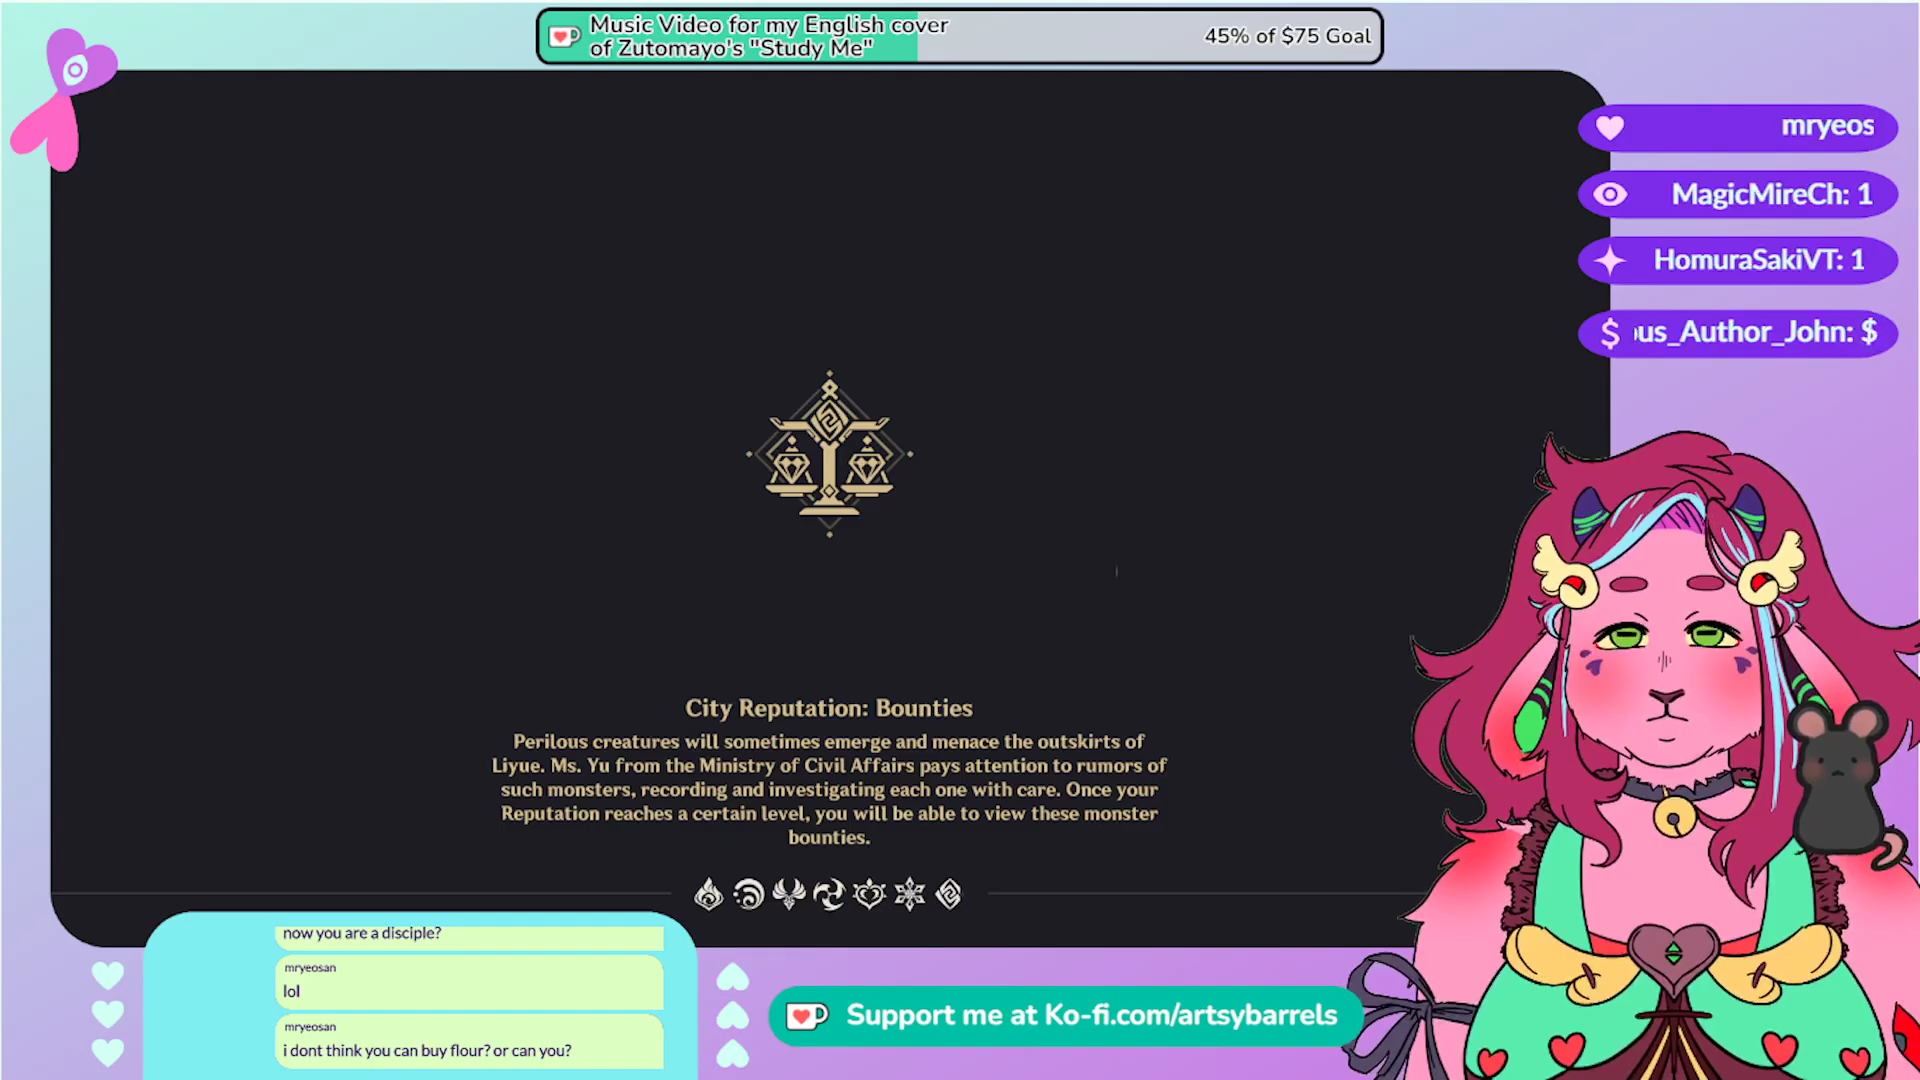 Music Video for my English cover
of Zutomayo's "Study Me"
45% of $75 Goal
mryeos
MagicMireCh: 1
HomuraSakiVT: 1
us_Author_John: $
City Reputation: Bounties
Perilous creatures will sometimes emerge and menace the outskirts of
Liyue. Ms. Yu from the Ministry of Civil Affairs pays attention to rumors of
such monsters, recording and investigating each one with care. Once your
Reputation reaches a certain level, you will be able to view these monster
bounties.
now you are a disciple?
mryeosan
lol
mryeosan
i dont think you can buy flour? or can you?
Support me at Ko-fi.com/artsybarrels